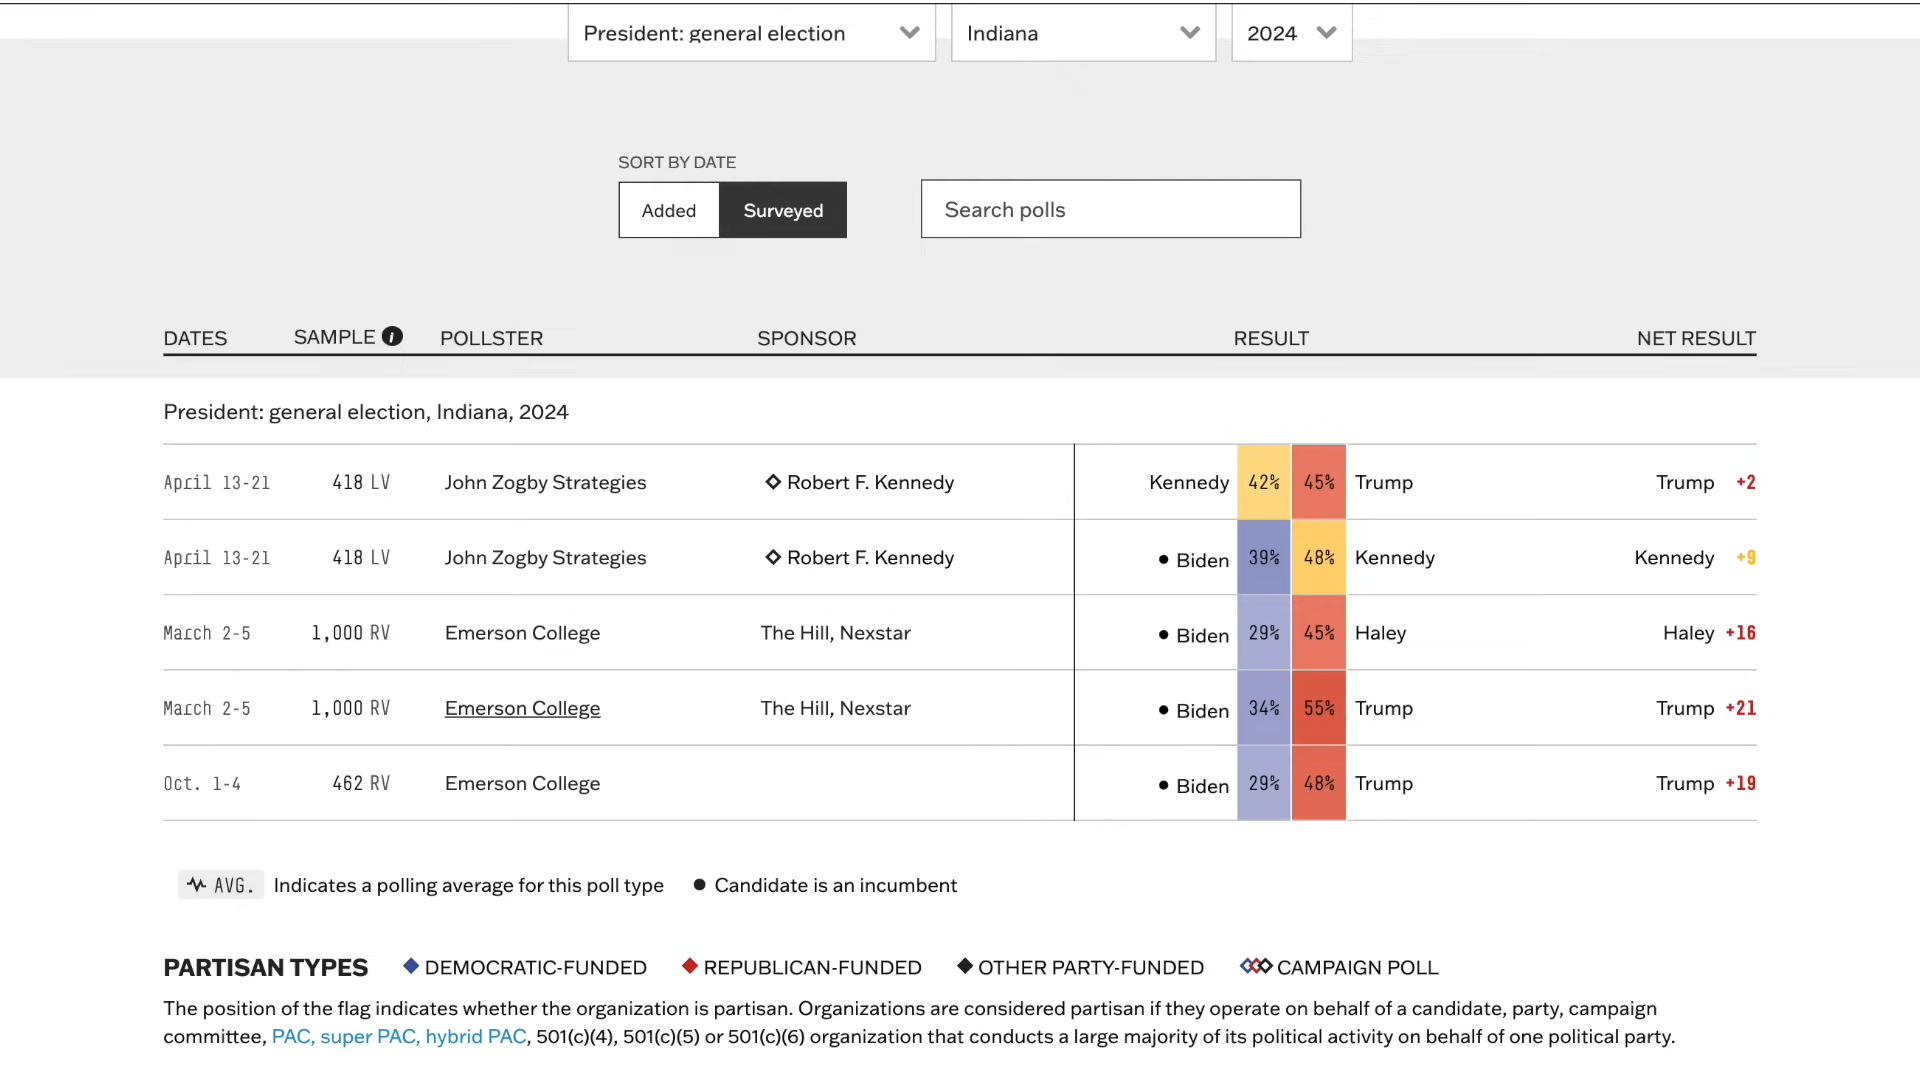 President: general election Indiana 2024
SORT BY DATE
Added Surveyed Search polls
DATES SAMPLE i POLLSTER SPONSOR RESULT NET RESULT
President: general election, Indiana, 2024
April 13-21 418 LV John Zogby Strategies Robert F. Kennedy Kennedy 42% 45% Trump Trump +2
April 13-21 418 LV John Zogby Strategies Robert F. Kennedy Biden 39% 48% Kennedy Kennedy +9
March 2-5 1,000 RV Emerson College The Hill, Nexstar Biden 29% 45% Haley Haley +16
March 2-5 1,000 RV Emerson College The Hill, Nexstar Biden 34% 55% Trump Trump +21
Oct. 1-4 462 RV Emerson College Biden 29% 48% Trump Trump +19
AVG. Indicates a polling average for this poll type ● Candidate is an incumbent
PARTISAN TYPES DEMOCRATIC-FUNDED REPUBLICAN-FUNDED OTHER PARTY-FUNDED CAMPAIGN POLL
The position of the flag indicates whether the organization is partisan. Organizations are considered partisan if they operate on behalf of a candidate, party, campaign
committee, PAC, super PAC, hybrid PAC, 501(c)(4), 501(c)(5) or 501(c)(6) organization that conducts a large majority of its political activity on behalf of one political party.